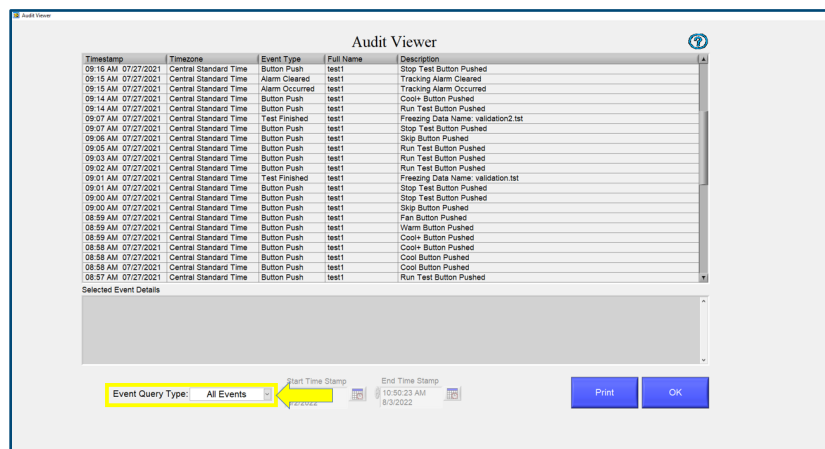 Audit Viewer
Audit Viewer
Timestamp Timezone Event Type Full Name Description
09:16 AM 07/27/2021 Central Standard Time Button Push test1 Stop Test Button Pushed
09:15 AM 07/27/2021 Central Standard Time Alarm Cleared test1 Tracking Alarm Cleared
09:15 AM 07/27/2021 Central Standard Time Alarm Occurred test1 Tracking Alarm Occurred
09:14 AM 07/27/2021 Central Standard Time Button Push test1 Cool+ Button Pushed
09:14 AM 07/27/2021 Central Standard Time Button Push test1 Run Test Button Pushed
09:07 AM 07/27/2021 Central Standard Time Test Finished test1 Freezing Data Name: validation2.tst
09:07 AM 07/27/2021 Central Standard Time Button Push test1 Stop Test Button Pushed
09:06 AM 07/27/2021 Central Standard Time Button Push test1 Skip Button Pushed
09:05 AM 07/27/2021 Central Standard Time Button Push test1 Run Test Button Pushed
09:03 AM 07/27/2021 Central Standard Time Button Push test1 Run Test Button Pushed
09:02 AM 07/27/2021 Central Standard Time Button Push test1 Run Test Button Pushed
09:01 AM 07/27/2021 Central Standard Time Test Finished test1 Freezing Data Name: validation.tst
09:01 AM 07/27/2021 Central Standard Time Button Push test1 Stop Test Button Pushed
09:00 AM 07/27/2021 Central Standard Time Button Push test1 Stop Test Button Pushed
09:00 AM 07/27/2021 Central Standard Time Button Push test1 Skip Button Pushed
08:59 AM 07/27/2021 Central Standard Time Button Push test1 Fan Button Pushed
08:59 AM 07/27/2021 Central Standard Time Button Push test1 Warm Button Pushed
08:59 AM 07/27/2021 Central Standard Time Button Push test1 Cool+ Button Pushed
08:58 AM 07/27/2021 Central Standard Time Button Push test1 Cool+ Button Pushed
08:58 AM 07/27/2021 Central Standard Time Button Push test1 Cool Button Pushed
08:58 AM 07/27/2021 Central Standard Time Button Push test1 Cool Button Pushed
08:57 AM 07/27/2021 Central Standard Time Button Push test1 Run Test Button Pushed
Selected Event Details
Start Time Stamp End Time Stamp
Event Query Type: All Events 10:50:23 AM Print OK
8/3/2022